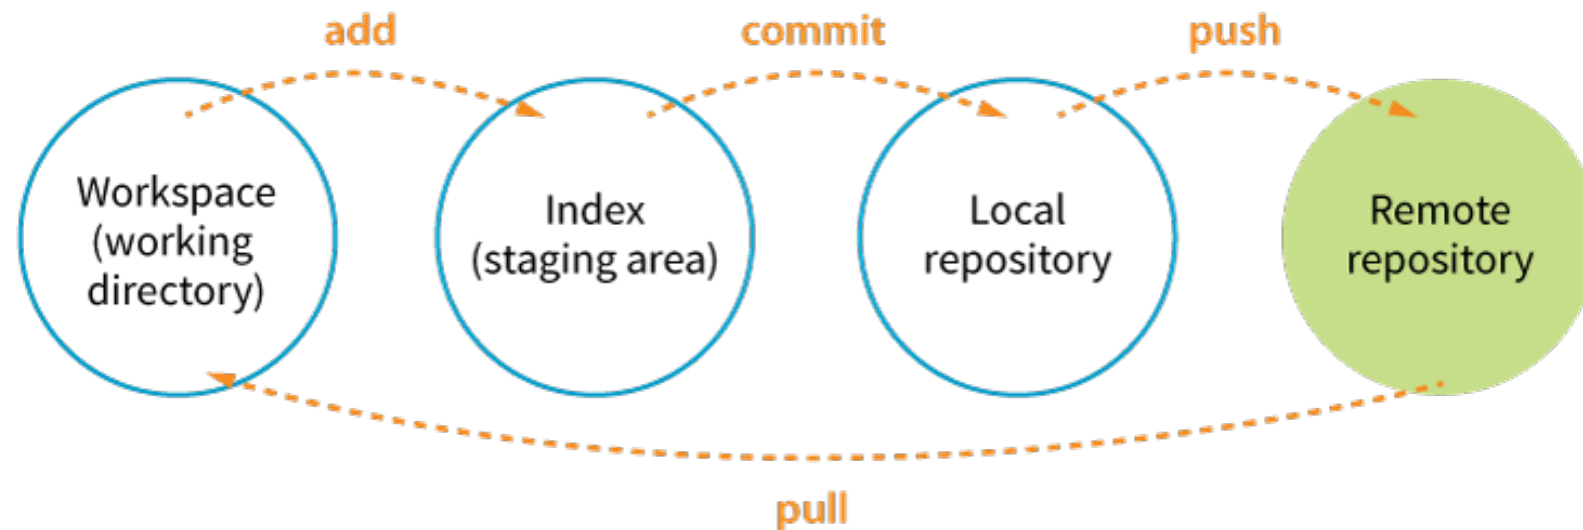 add
commit
push
Workspace
(working
directory)
Index
(staging area)
Local
repository
Remote
repository
pull